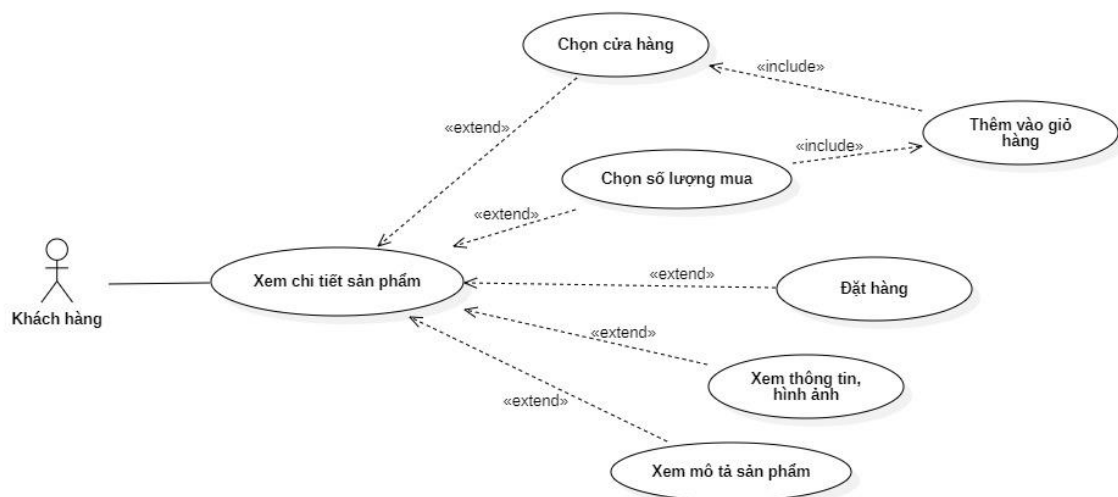 Chọn cửa hàng
«include»
«extend»
Thêm vào giỏ
hàng
«include»
Chọn số lượng mua
«extend»
Khách hàng
Xem chi tiết sản phẩm
«extend»
Đặt hàng
«extend»
Xem thông tin,
hình ảnh
«extend»
Xem mô tả sản phẩm